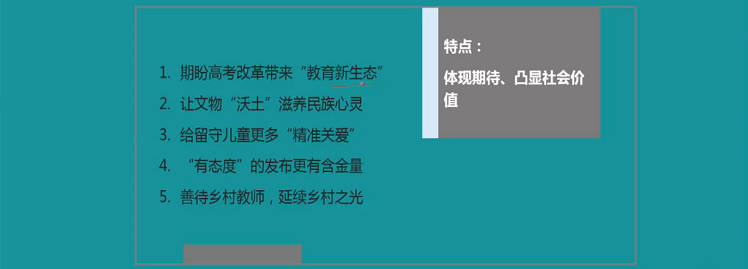 1. 期盼高考改革带来“教育新生态”
2. 让文物“沃土”滋养民族心灵
3. 给留守儿童更多“精准关爱”
4. “有态度”的发布更有含金量
5. 善待乡村教师，延续乡村之光
特点：
体现期待、凸显社会价
值